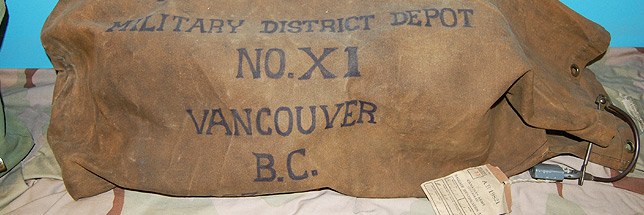 MILITARY DISTRICT DEPOT
NO. X1
VANCOUVER
B.C.